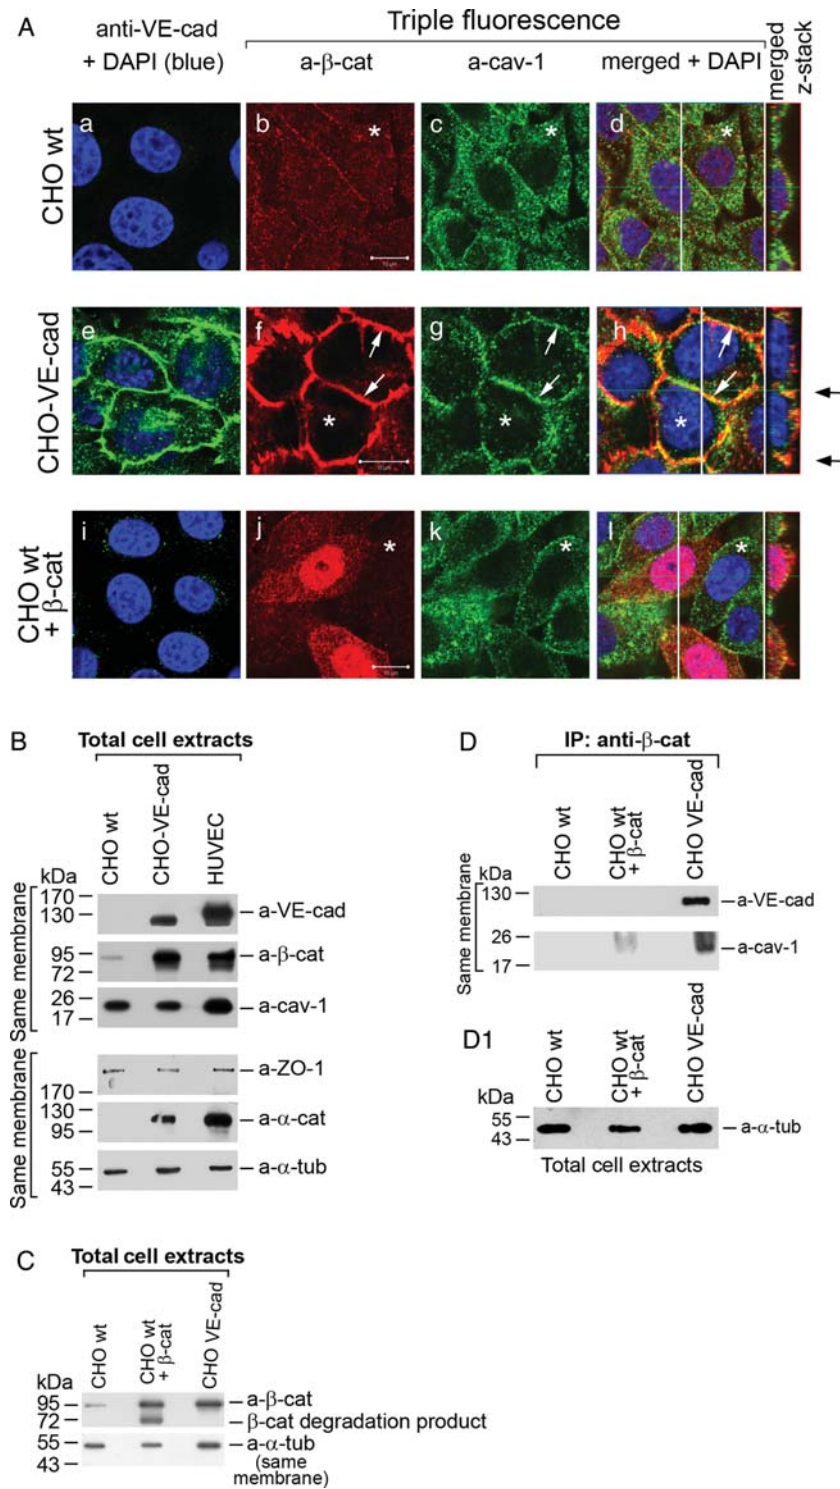 A
anti-VE-cad
+ DAPI (blue)
Triple fluorescence
a-β-cat
a-cav-1
merged + DAPI
merged
z-stack
CHO wt
a
b
*
c
*
d
*
10 µm
CHO-VE-cad
e
f
*
g
*
h
*
10 µm
CHO wt
+ β-cat
i
j
*
k
*
l
*
10 µm
B
Total cell extracts
CHO wt
CHO-VE-cad
HUVEC
kDa
Same membrane
170
130
a-VE-cad
95
72
a-β-cat
26
17
a-cav-1
Same membrane
a-ZO-1
170
130
95
a-α-cat
55
43
a-α-tub
C
Total cell extracts
CHO wt
CHO wt
+ β-cat
CHO VE-cad
kDa
95
72
a-β-cat
β-cat degradation product
55
43
a-α-tub
(same
membrane)
D
IP: anti-β-cat
CHO wt
CHO wt
+ β-cat
CHO VE-cad
kDa
Same membrane
130
a-VE-cad
26
17
a-cav-1
D1
CHO wt
CHO wt
+ β-cat
CHO VE-cad
kDa
55
43
a-α-tub
Total cell extracts